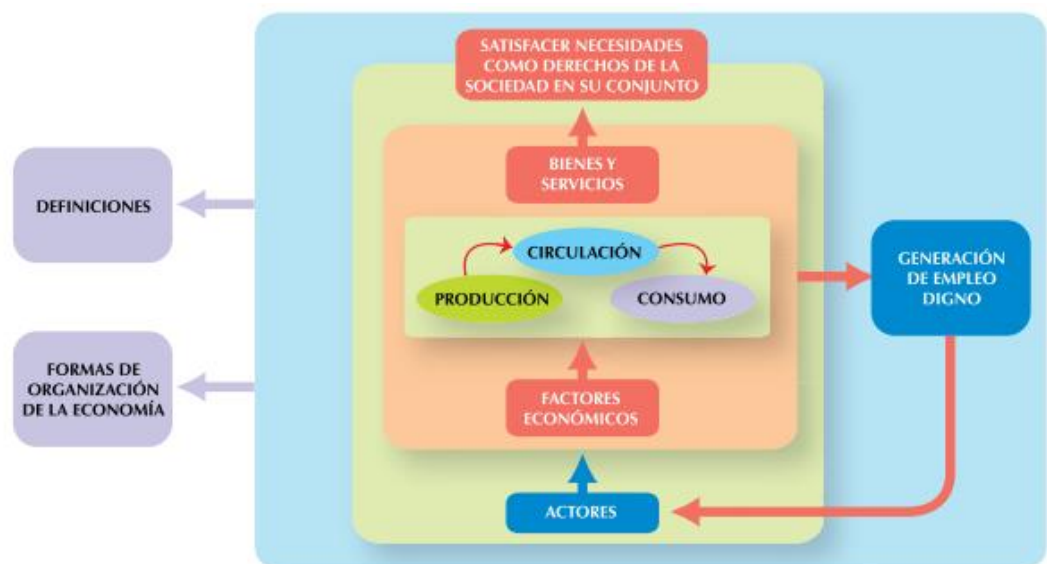 SATISFACER NECESIDADES
COMO DERECHOS DE LA
SOCIEDAD EN SU CONJUNTO
BIENES Y
SERVICIOS
DEFINICIONES
CIRCULACIÓN
PRODUCCIÓN
CONSUMO
GENERACIÓN
DE EMPLEO
DIGNO
FORMAS DE
ORGANIZACIÓN
DE LA ECONOMÍA
FACTORES
ECONÓMICOS
ACTORES